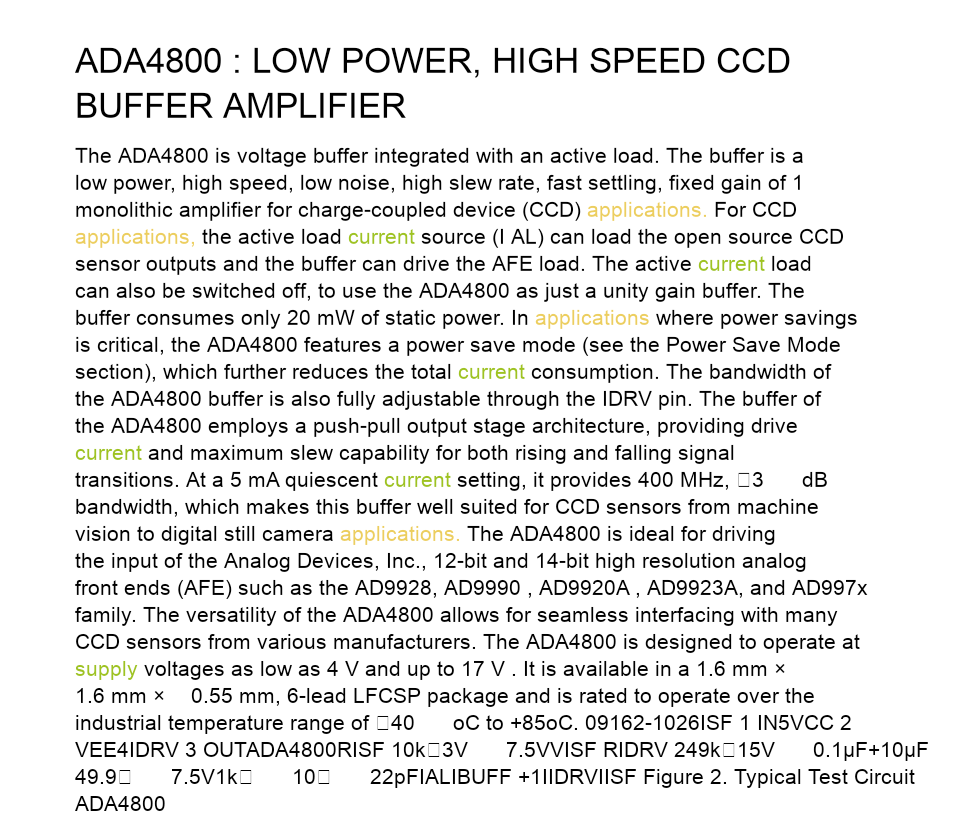 ADA4800 : LOW POWER, HIGH SPEED CCD
BUFFER AMPLIFIER
The ADA4800 is voltage buffer integrated with an active load. The buffer is a
low power, high speed, low noise, high slew rate, fast settling, fixed gain of 1
monolithic amplifier for charge-coupled device (CCD) applications. For CCD
applications, the active load current source (I AL) can load the open source CCD
sensor outputs and the buffer can drive the AFE load. The active current load
can also be switched off, to use the ADA4800 as just a unity gain buffer. The
buffer consumes only 20 mW of static power. In applications where power savings
is critical, the ADA4800 features a power save mode (see the Power Save Mode
section), which further reduces the total current consumption. The bandwidth of
the ADA4800 buffer is also fully adjustable through the IDRV pin. The buffer of
the ADA4800 employs a push-pull output stage architecture, providing drive
current and maximum slew capability for both rising and falling signal
transitions. At a 5 mA quiescent current setting, it provides 400 MHz, □3 dB
bandwidth, which makes this buffer well suited for CCD sensors from machine
vision to digital still camera applications. The ADA4800 is ideal for driving
the input of the Analog Devices, Inc., 12-bit and 14-bit high resolution analog
front ends (AFE) such as the AD9928, AD9990 , AD9920A , AD9923A, and AD997x
family. The versatility of the ADA4800 allows for seamless interfacing with many
CCD sensors from various manufacturers. The ADA4800 is designed to operate at
supply voltages as low as 4 V and up to 17 V . It is available in a 1.6 mm ×
1.6 mm × 0.55 mm, 6-lead LFCSP package and is rated to operate over the
industrial temperature range of □40 oC to +85oC. 09162-1026ISF 1 IN5VCC 2
VEE4IDRV 3 OUTADA4800RISF 10k□3V 7.5VVISF RIDRV 249k□15V 0.1µF+10µF
49.9□ 7.5V1k□ 10□ 22pFIALIBUFF +1IIDRVIISF Figure 2. Typical Test Circuit
ADA4800